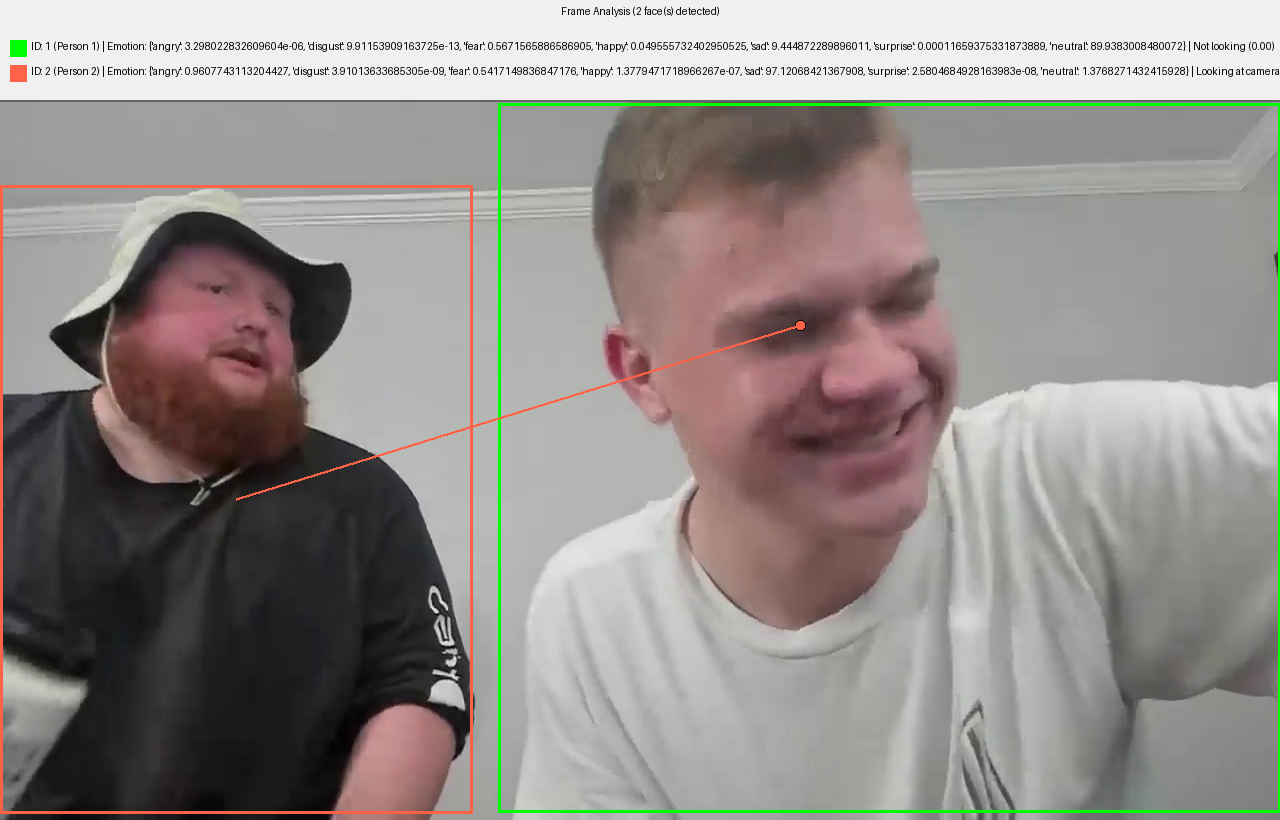 Frame Analysis (2 face(s) detected)
ID: 1 (Person 1) | Emotion: {'angry': 3.298022832609604e-06, 'disgust': 9.91153909163725e-13, 'fear': 0.5671565886586905, 'happy': 0.049555732402950525, 'sad': 9.444872289896011, 'surprise': 0.00011659375331873889, 'neutral': 89.9383008480072} | Not looking (0.00)
ID: 2 (Person 2) | Emotion: {'angry': 0.9607743113204427, 'disgust': 3.91013633685305e-09, 'fear': 0.5417149836847176, 'happy': 1.3779471718966267e-07, 'sad': 97.12068421367908, 'surprise': 2.5804684928163983e-08, 'neutral': 1.3768271432415928} | Looking at camera